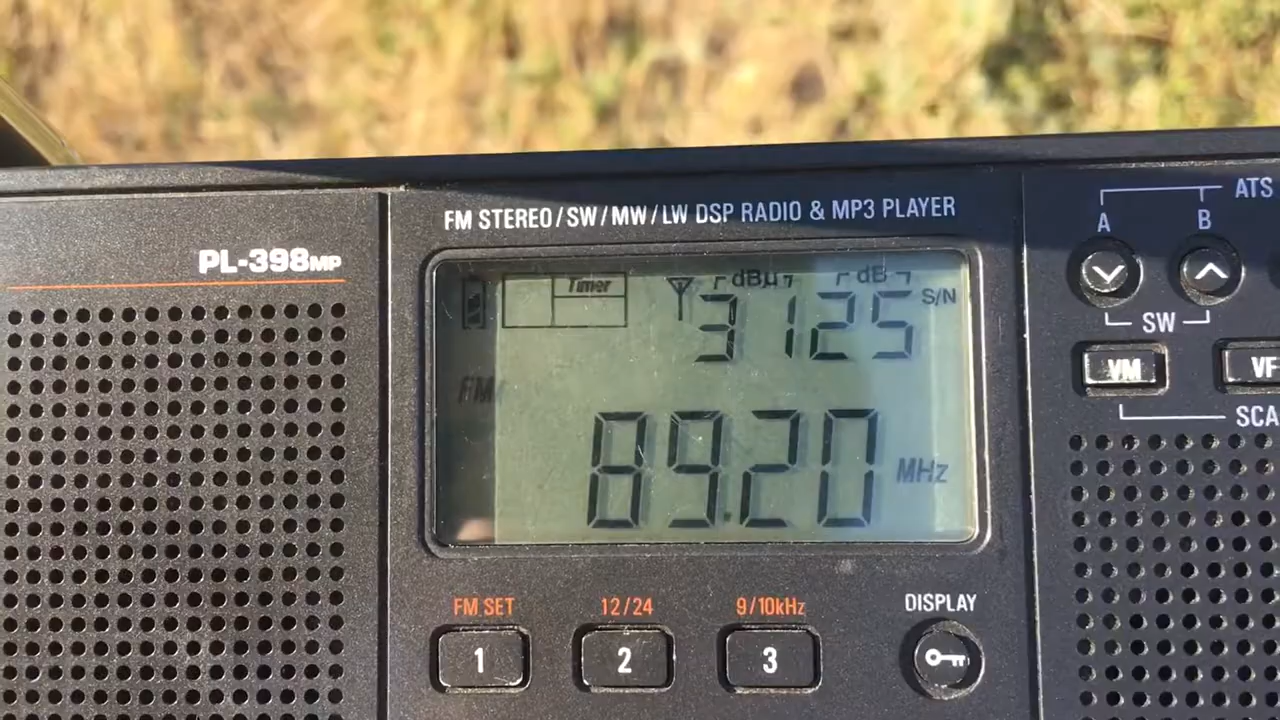 FM STEREO/SW/MW/LW DSP RADIO & MP3 PLAYER
PL-398MP
Timer
dBµ
dB
31 25 S/N
FM
89.20 MHz
ATS
A B
SW
VM VF
SCA
FM SET
12/24
9/10kHz
DISPLAY
1
2
3